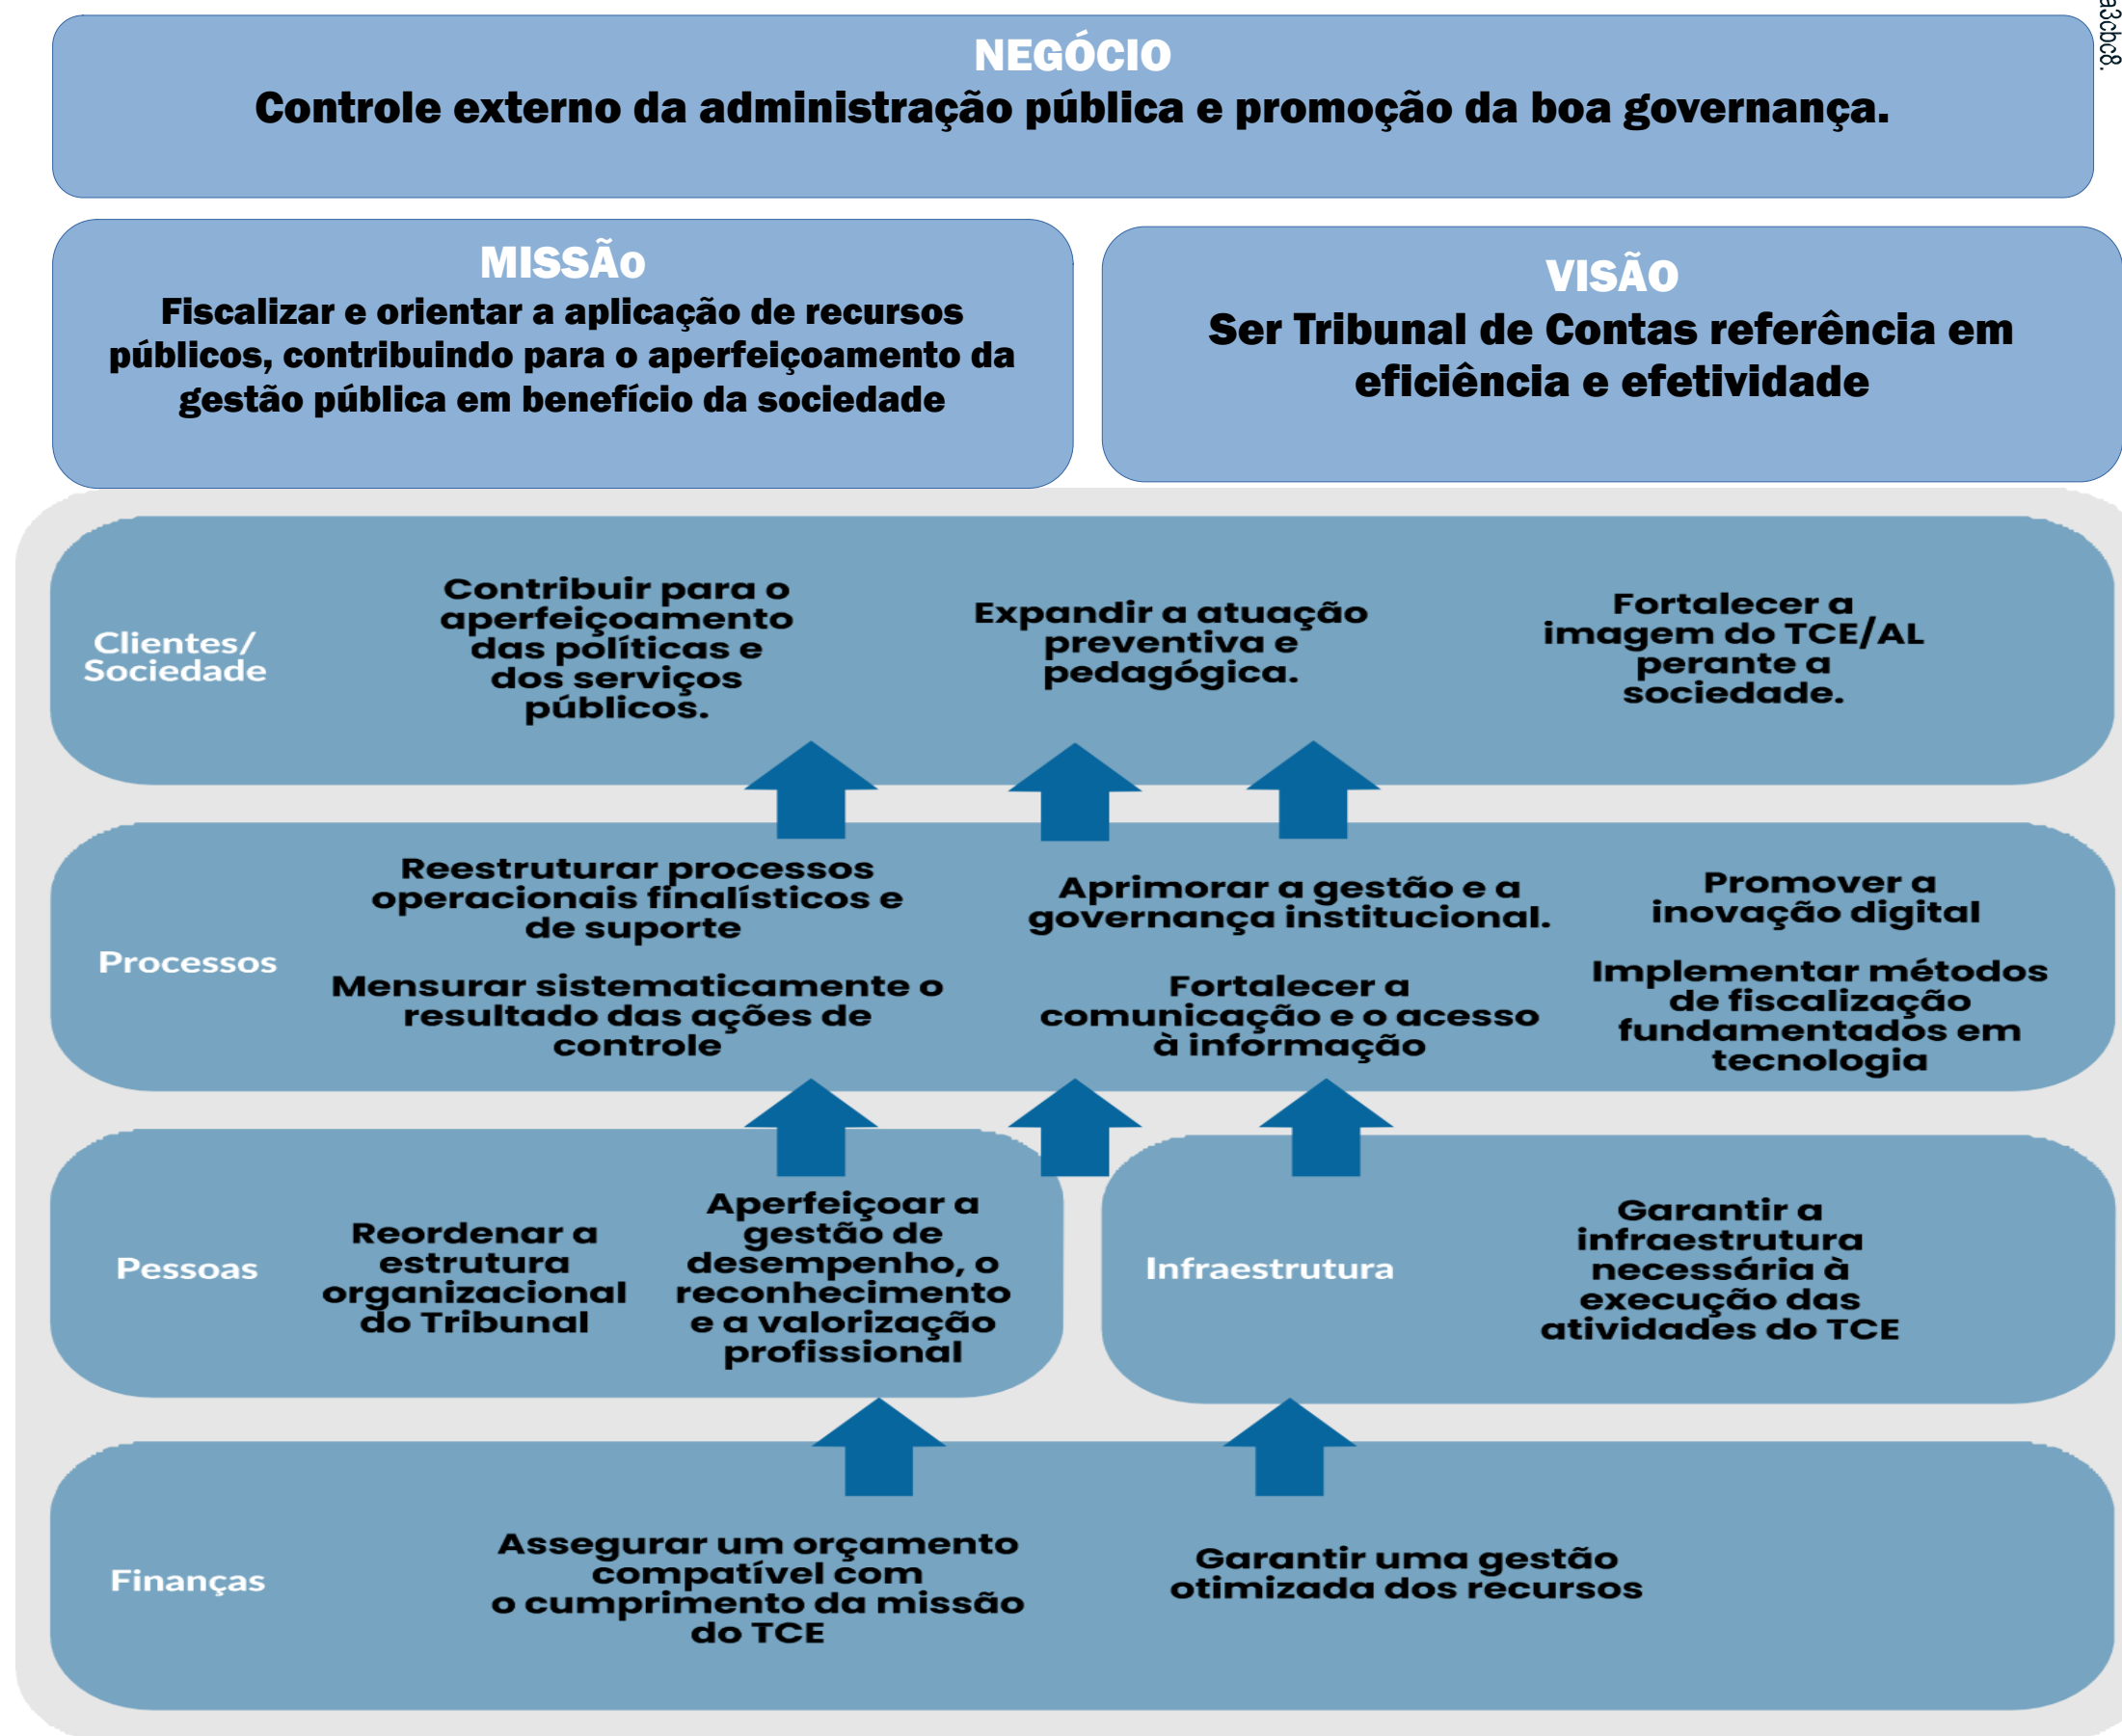 a3cbc8.
NEGÓCIO
Controle externo da administração pública e promoção da boa governança.
MISSÃo
Fiscalizar e orientar a aplicação de recursos
públicos, contribuindo para o aperfeiçoamento da
gestão pública em benefício da sociedade
VISÃO
Ser Tribunal de Contas referência em
eficiência e efetividade
Clientes/
Sociedade
Contribuir para o
aperfeiçoamento
das políticas e
dos serviços
públicos.
Expandir a atuação
preventiva e
pedagógica.
Fortalecer a
imagem do TCE/AL
perante a
sociedade.
Processos
Reestruturar processos
operacionais finalísticos e
de suporte
Mensurar sistematicamente o
resultado das ações de
controle
Aprimorar a gestão e a
governança institucional.
Fortalecer a
comunicação e o acesso
à informação
Promover a
inovação digital
Implementar métodos
de fiscalização
fundamentados em
tecnologia
Pessoas
Reordenar a
estrutura
organizacional
do Tribunal
Aperfeiçoar a
gestão de
desempenho, o
reconhecimento
e a valorização
profissional
Infraestrutura
Garantir a
infraestrutura
necessária à
execução das
atividades do TCE
Finanças
Assegurar um orçamento
compatível com
o cumprimento da missão
do TCE
Garantir uma gestão
otimizada dos recursos